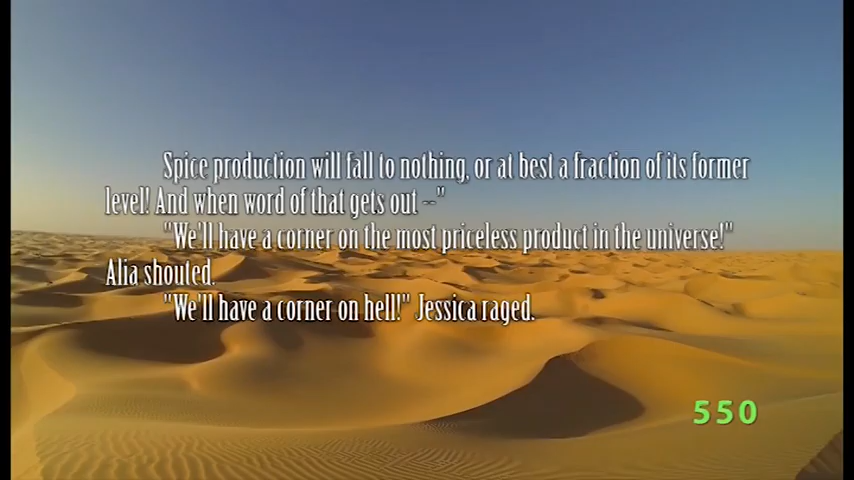 Spice production will fall to nothing, or at best a fraction of its former
level! And when word of that gets out --"
"We'll have a corner on the most priceless product in the universe!"
Alia shouted.
"We'll have a corner on hell!" Jessica raged.
550